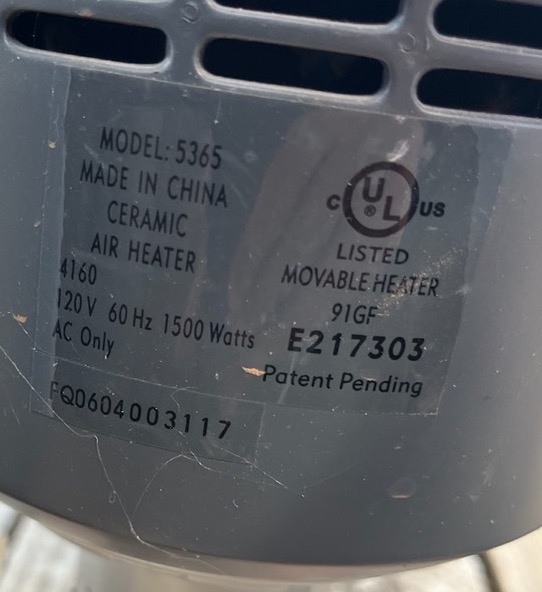 MODEL: 5365
MADE IN CHINA
CERAMIC
AIR HEATER
4160
120V 60 Hz 1500 Watts
AC Only
FQ0604003117
C UL® US
LISTED
MOVABLE HEATER
91GF
E217303
Patent Pending